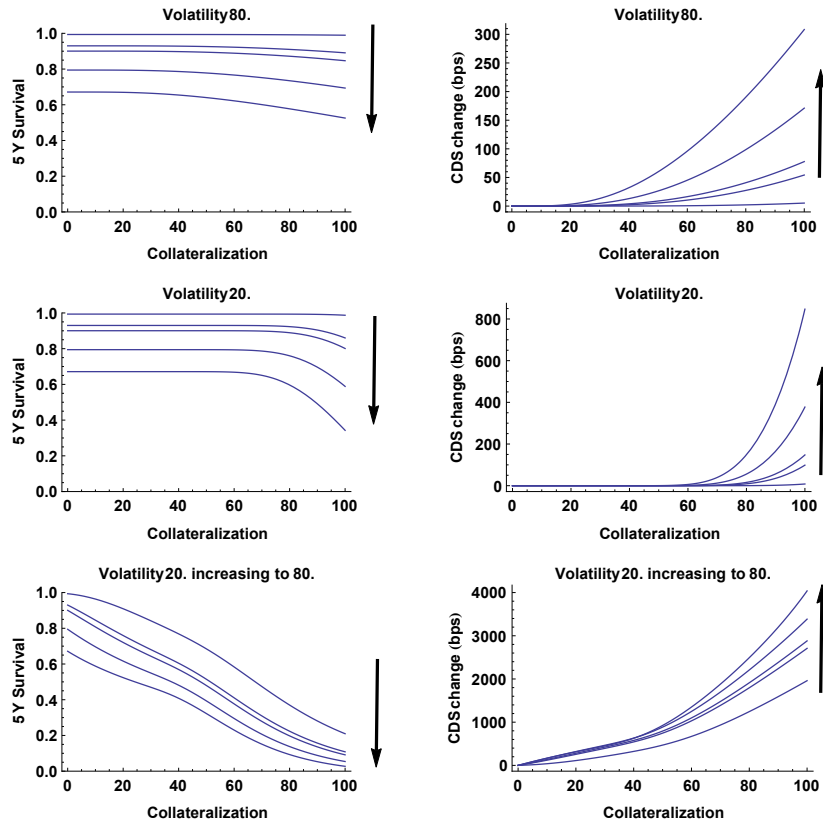 Volatility80.
5 Y Survival
1.0
0.8
0.6
0.4
0.2
0.0
0 20 40 60 80 100
Collateralization
Volatility80.
CDS change (bps)
300
250
200
150
100
50
0
0 20 40 60 80 100
Collateralization
Volatility20.
5 Y Survival
1.0
0.8
0.6
0.4
0.2
0.0
0 20 40 60 80 100
Collateralization
Volatility20.
CDS change (bps)
800
600
400
200
0
0 20 40 60 80 100
Collateralization
Volatility20. increasing to 80.
5 Y Survival
1.0
0.8
0.6
0.4
0.2
0.0
0 20 40 60 80 100
Collateralization
Volatility20. increasing to 80.
CDS change (bps)
4000
3000
2000
1000
0
0 20 40 60 80 100
Collateralization